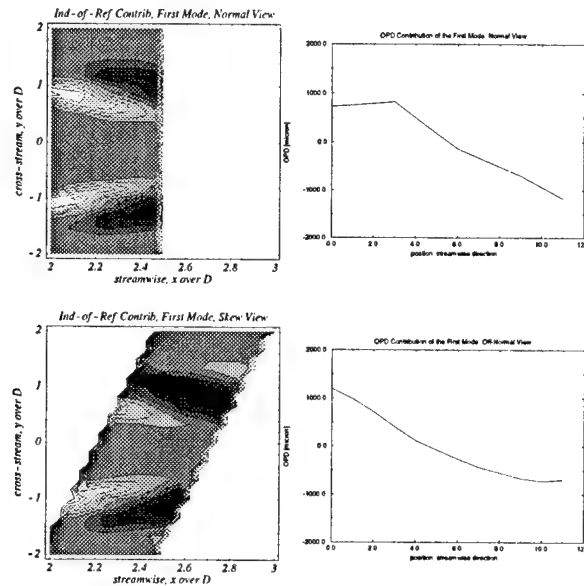 Ind - of - Ref Contrib, First Mode, Normal View
cross - stream, y over D
2
1
0
- 1
- 2
2 2.2 2.4 2.6 2.8 3
streamwise, x over D
OPD Contribution of the First Mode: Normal View
OPD [micron]
2000.0
1000.0
0.0
-1000.0
-2000.0
0.0 2.0 4.0 6.0 8.0 10.0 12.0
position: streamwise direction
Ind - of - Ref Contrib, First Mode, Skew View
cross - stream, y over D
2
1
0
- 1
- 2
2 2.2 2.4 2.6 2.8 3
streamwise, x over D
OPD Contribution of the First Mode: Off-Normal View
OPD [micron]
2000.0
1000.0
0.0
-1000.0
-2000.0
0.0 2.0 4.0 6.0 8.0 10.0 12.0
position: streamwise direction